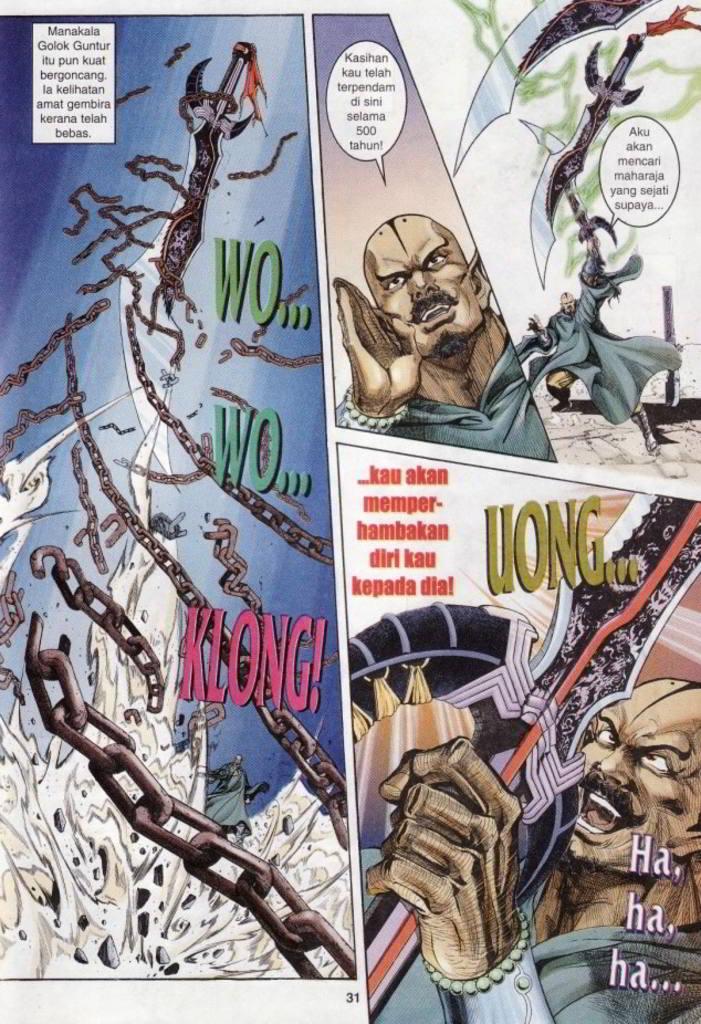 Manakala
Golok Guntur
itu pun kuat
bergoncang.
Ia kelihatan
amat gembira
kerana telah
bebas.
WO...
WO...
KLONG!
Kasihan
kau telah
terpendam
di sini
selama
500
tahun!
Aku
akan
mencari
maharaja
yang sejati
supaya...
...kau akan
memper-
hambakan
diri kau
kepada dia!
UONG...
Ha,
ha,
ha...
31